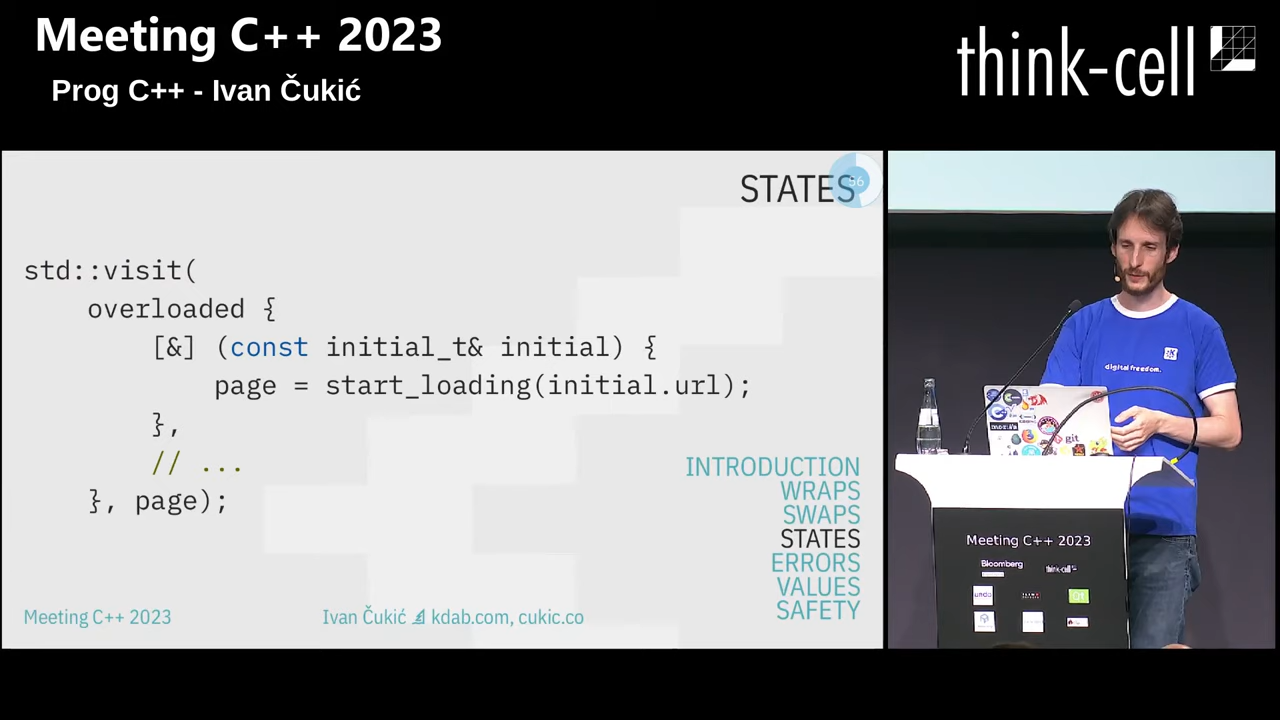 Meeting C++ 2023
Prog C++ - Ivan Čukić
think-cell
STATES
56
std::visit(
overloaded {
[&] (const initial_t& initial) {
page = start_loading(initial.url);
},
// ...
}, page);
INTRODUCTION
WRAPS
SWAPS
STATES
ERRORS
VALUES
SAFETY
Meeting C++ 2023
Ivan Čukić kdab.com, cukic.co
digital freedom.
git
Meeting C++ 2023
Bloomberg
think-cell
undo